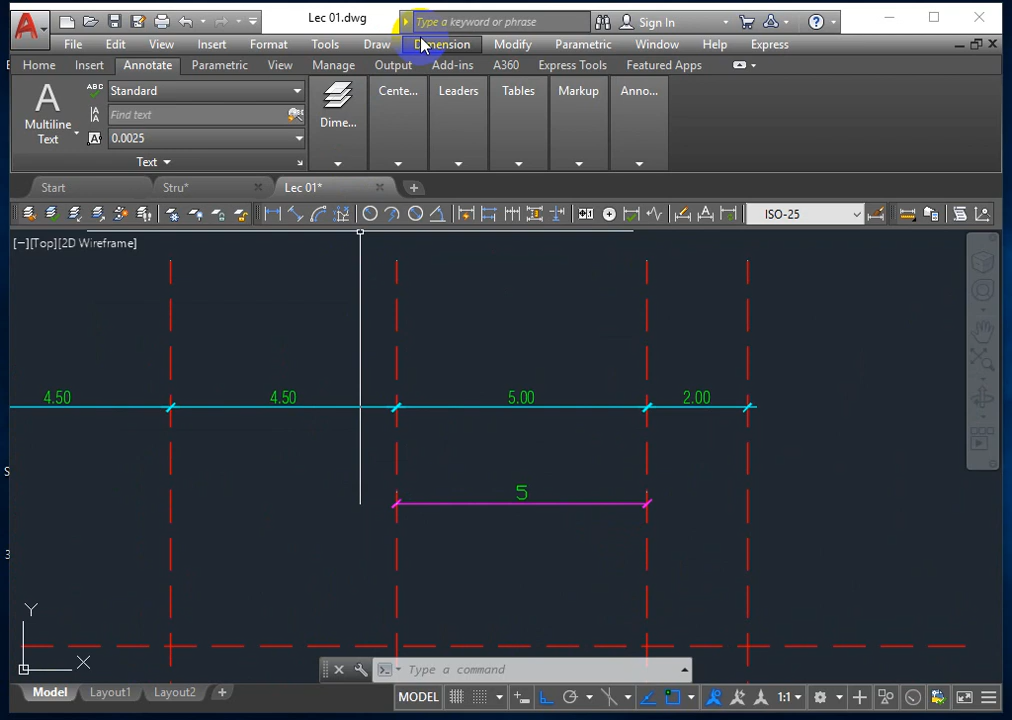 Lec 01.dwg
Type a keyword or phrase
Sign In
File Edit View Insert Format Tools Draw Dimension Modify Parametric Window Help Express
Home Insert Annotate Parametric View Manage Output Add-ins A360 Express Tools Featured Apps
A
Multiline
Text
ABC
Standard
Find text
0.0025
Text
Dime...
Cente...
Leaders
Tables
Markup
Anno...
Start
Stru*
Lec 01*
ISO-25
[−][Top][2D Wireframe]
4.50 4.50 5.00 2.00
5
Y
X
Type a command
Model Layout1 Layout2
MODEL
1:1